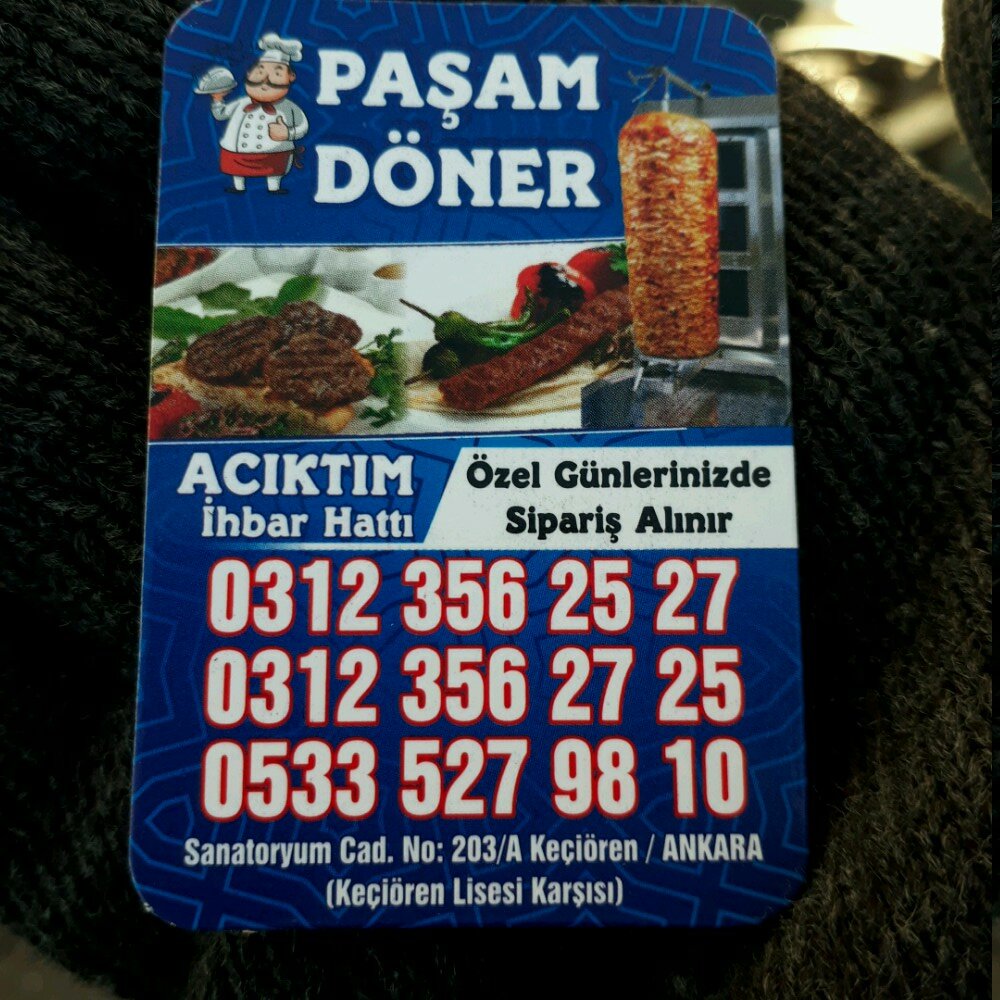 PAŞAM
DÖNER
ACIKTIM
İhbar Hattı
Özel Günlerinizde
Sipariş Alınır
0312 356 25 27
0312 356 27 25
0533 527 98 10
Sanatoryum Cad. No: 203/A Keçiören / ANKARA
(Keçiören Lisesi Karşısı)